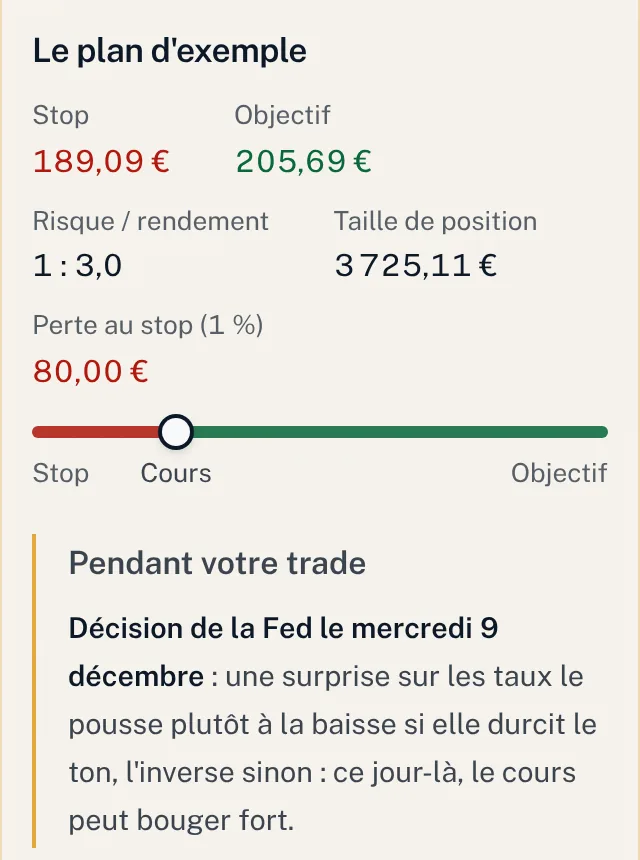 Le plan d'exemple
Stop Objectif
189,09 € 205,69 €
Risque / rendement Taille de position
1 : 3,0 3 725,11 €
Perte au stop (1 %)
80,00 €
Stop Cours Objectif
Pendant votre trade
Décision de la Fed le mercredi 9
décembre : une surprise sur les taux le
pousse plutôt à la baisse si elle durcit le
ton, l'inverse sinon : ce jour-là, le cours
peut bouger fort.